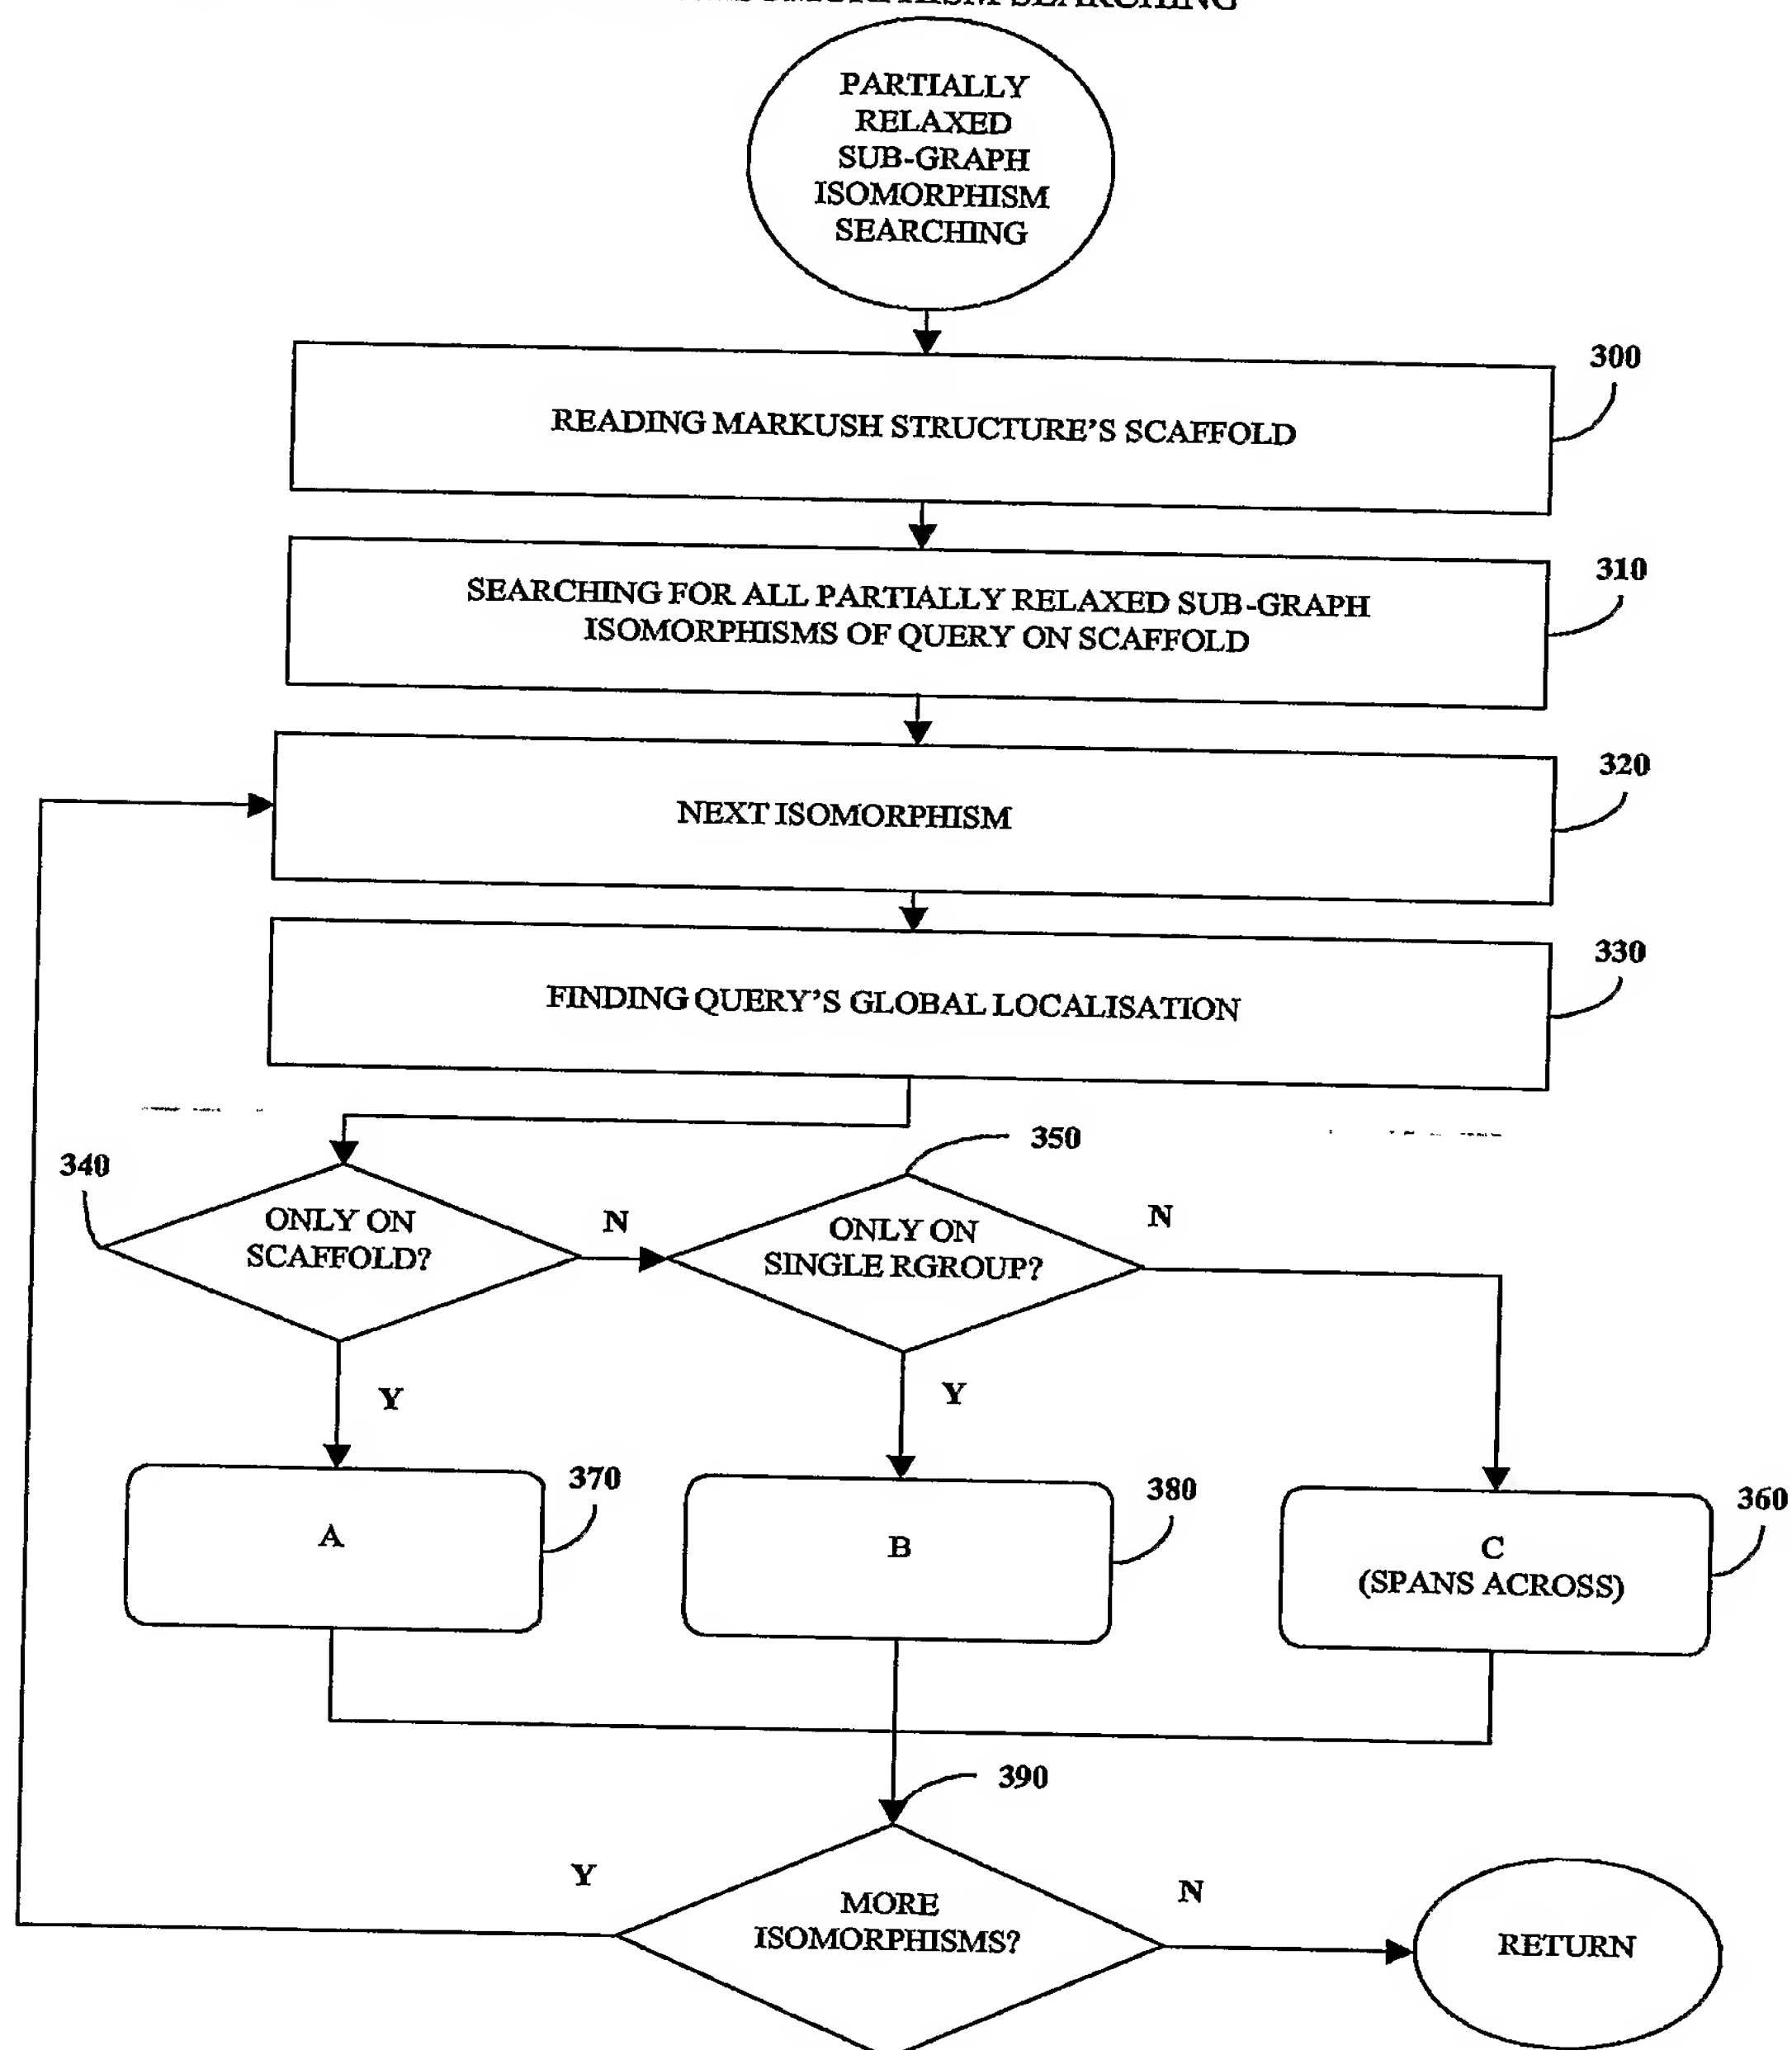 SEARCHING
PARTIALLY
RELAXED
SUB-GRAPH
ISOMORPHISM
SEARCHING
300
READING MARKUSH STRUCTURE'S SCAFFOLD
310
SEARCHING FOR ALL PARTIALLY RELAXED SUB-GRAPH
ISOMORPHISMS OF QUERY ON SCAFFOLD
320
NEXT ISOMORPHISM
330
FINDING QUERY'S GLOBAL LOCALISATION
340
350
ONLY ON
SCAFFOLD?
N
ONLY ON
SINGLE RGROUP?
N
Y
Y
370
380
360
A
B
C
(SPANS ACROSS)
390
Y
MORE
ISOMORPHISMS?
N
RETURN